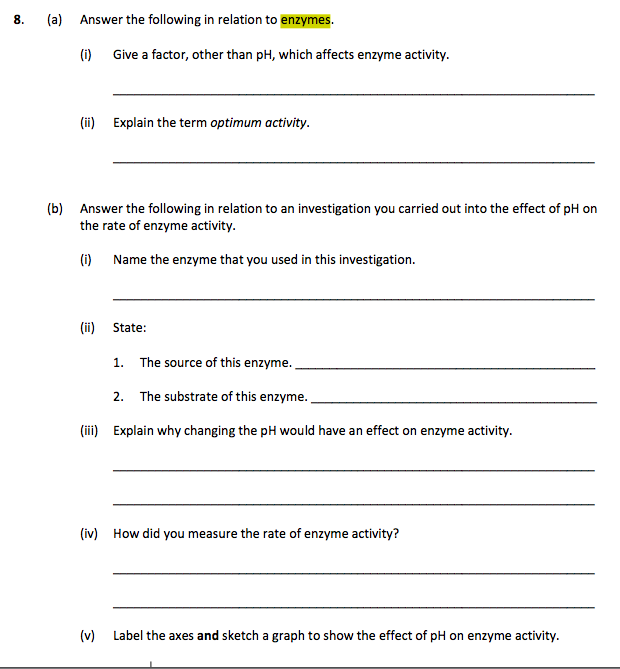 8. (a) Answer the following in relation to enzymes.
(i) Give a factor, other than pH, which affects enzyme activity.
(ii) Explain the term optimum activity.
(b) Answer the following in relation to an investigation you carried out into the effect of pH on
the rate of enzyme activity.
(i) Name the enzyme that you used in this investigation.
(ii) State:
1. The source of this enzyme.
2. The substrate of this enzyme.
(iii) Explain why changing the pH would have an effect on enzyme activity.
(iv) How did you measure the rate of enzyme activity?
(v) Label the axes and sketch a graph to show the effect of pH on enzyme activity.